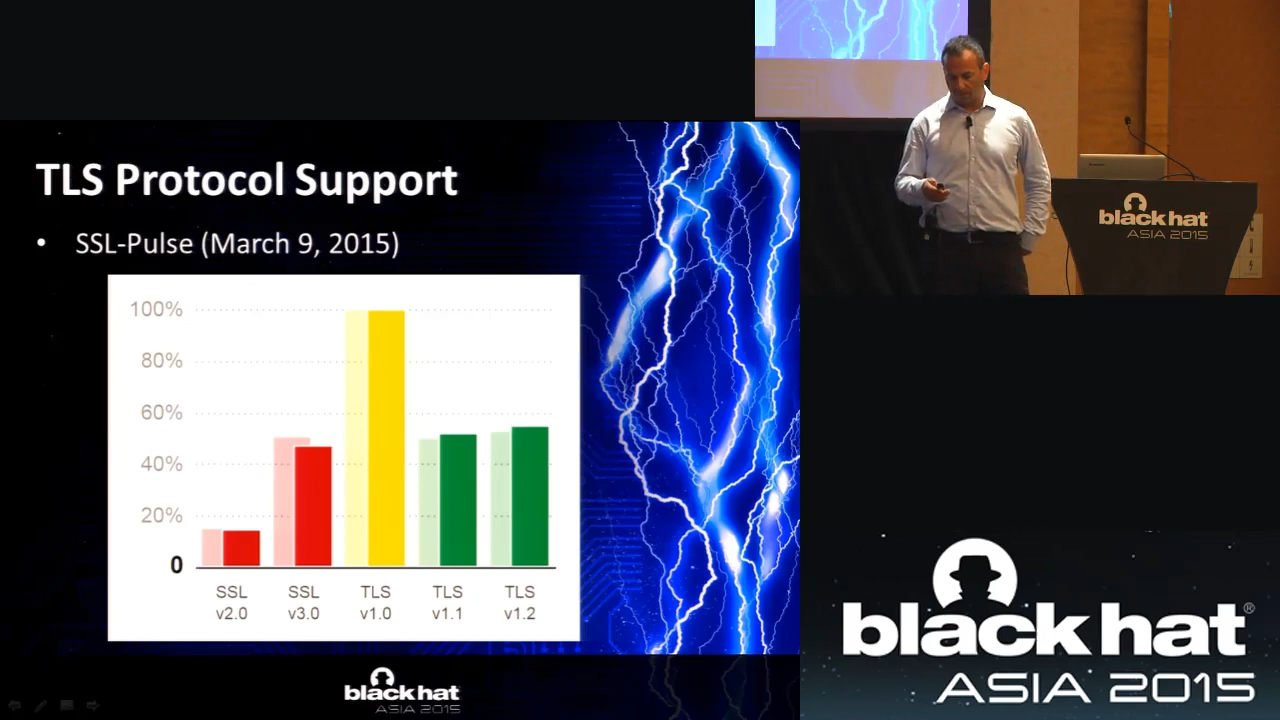 TLS Protocol Support
• SSL-Pulse (March 9, 2015)
100%
80%
60%
40%
20%
0
SSL v2.0
SSL v3.0
TLS v1.0
TLS v1.1
TLS v1.2
black hat
ASIA 2015
black hat
ASIA 2015
black hat®
ASIA 2015